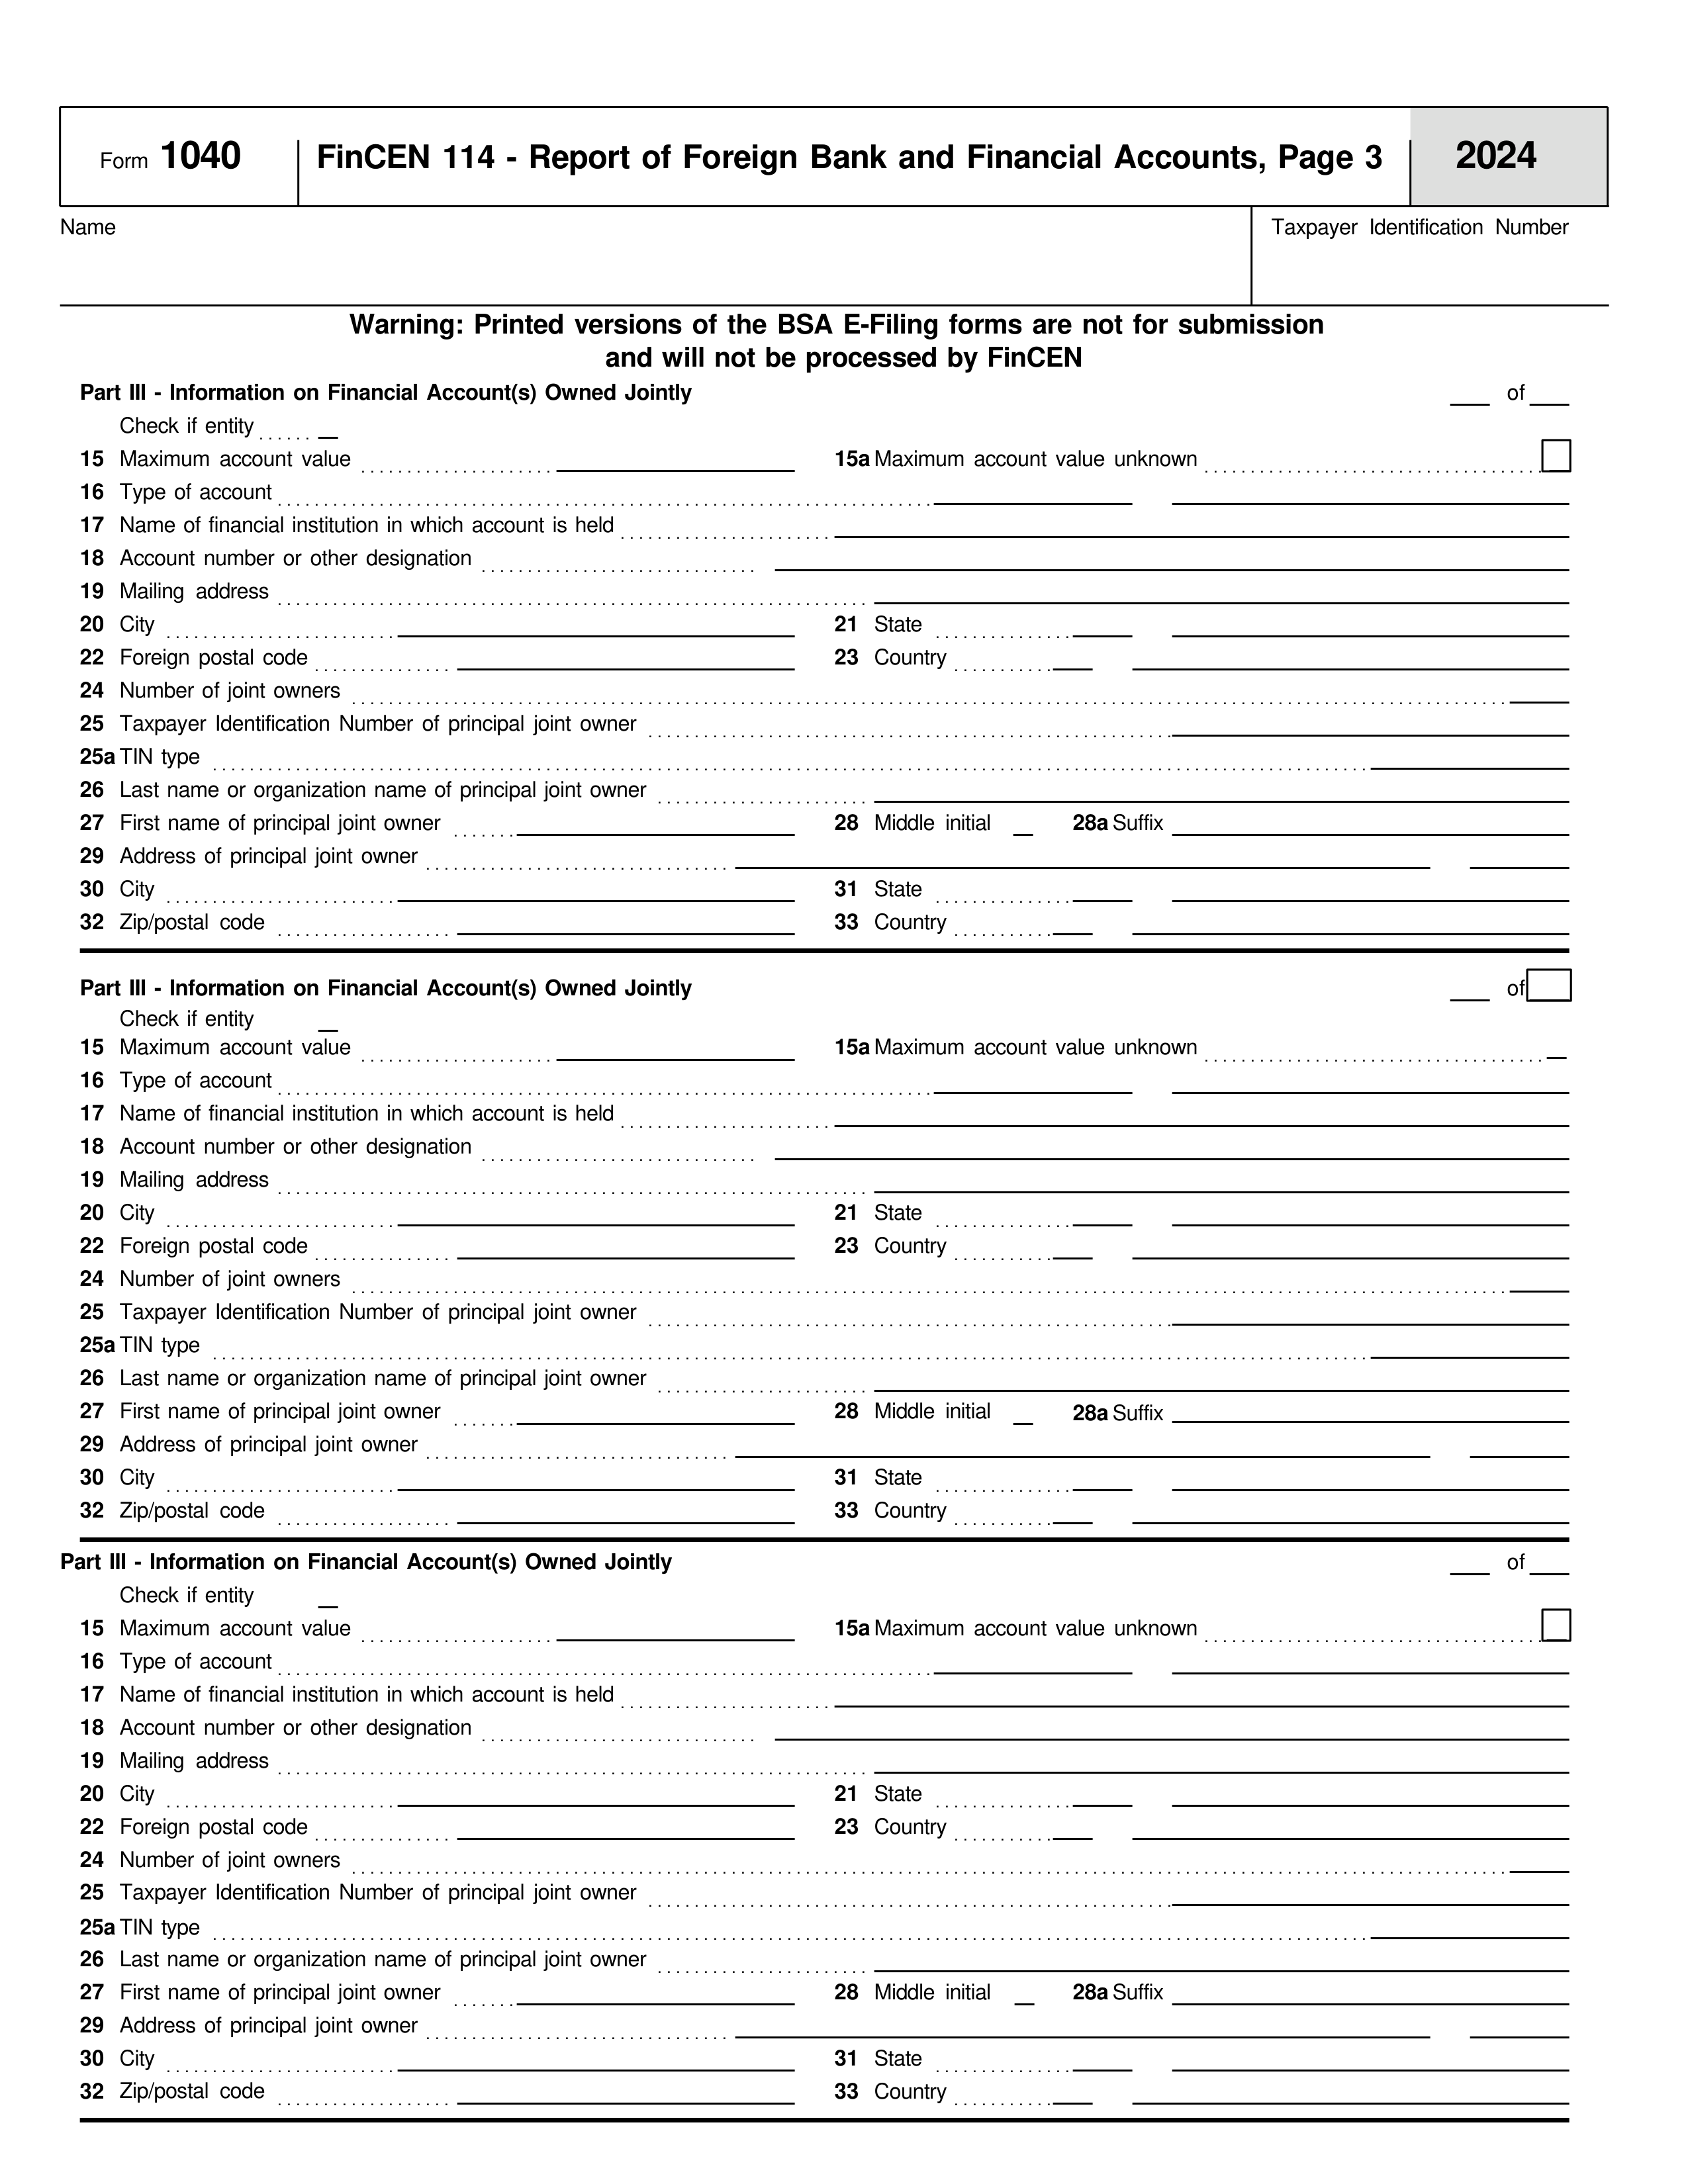 Form 1040 FinCEN 114 - Report of Foreign Bank and Financial Accounts, Page 3 2024
Name Taxpayer Identification Number
Warning: Printed versions of the BSA E-Filing forms are not for submission
and will not be processed by FinCEN
Part III - Information on Financial Account(s) Owned Jointly of
Check if entity
15 Maximum account value 15a Maximum account value unknown
16 Type of account
17 Name of financial institution in which account is held
18 Account number or other designation
19 Mailing address
20 City 21 State
22 Foreign postal code 23 Country
24 Number of joint owners
25 Taxpayer Identification Number of principal joint owner
25a TIN type
26 Last name or organization name of principal joint owner
27 First name of principal joint owner 28 Middle initial 28a Suffix
29 Address of principal joint owner
30 City 31 State
32 Zip/postal code 33 Country
Part III - Information on Financial Account(s) Owned Jointly of
Check if entity
15 Maximum account value 15a Maximum account value unknown
16 Type of account
17 Name of financial institution in which account is held
18 Account number or other designation
19 Mailing address
20 City 21 State
22 Foreign postal code 23 Country
24 Number of joint owners
25 Taxpayer Identification Number of principal joint owner
25a TIN type
26 Last name or organization name of principal joint owner
27 First name of principal joint owner 28 Middle initial 28a Suffix
29 Address of principal joint owner
30 City 31 State
32 Zip/postal code 33 Country
Part III - Information on Financial Account(s) Owned Jointly of
Check if entity
15 Maximum account value 15a Maximum account value unknown
16 Type of account
17 Name of financial institution in which account is held
18 Account number or other designation
19 Mailing address
20 City 21 State
22 Foreign postal code 23 Country
24 Number of joint owners
25 Taxpayer Identification Number of principal joint owner
25a TIN type
26 Last name or organization name of principal joint owner
27 First name of principal joint owner 28 Middle initial 28a Suffix
29 Address of principal joint owner
30 City 31 State
32 Zip/postal code 33 Country